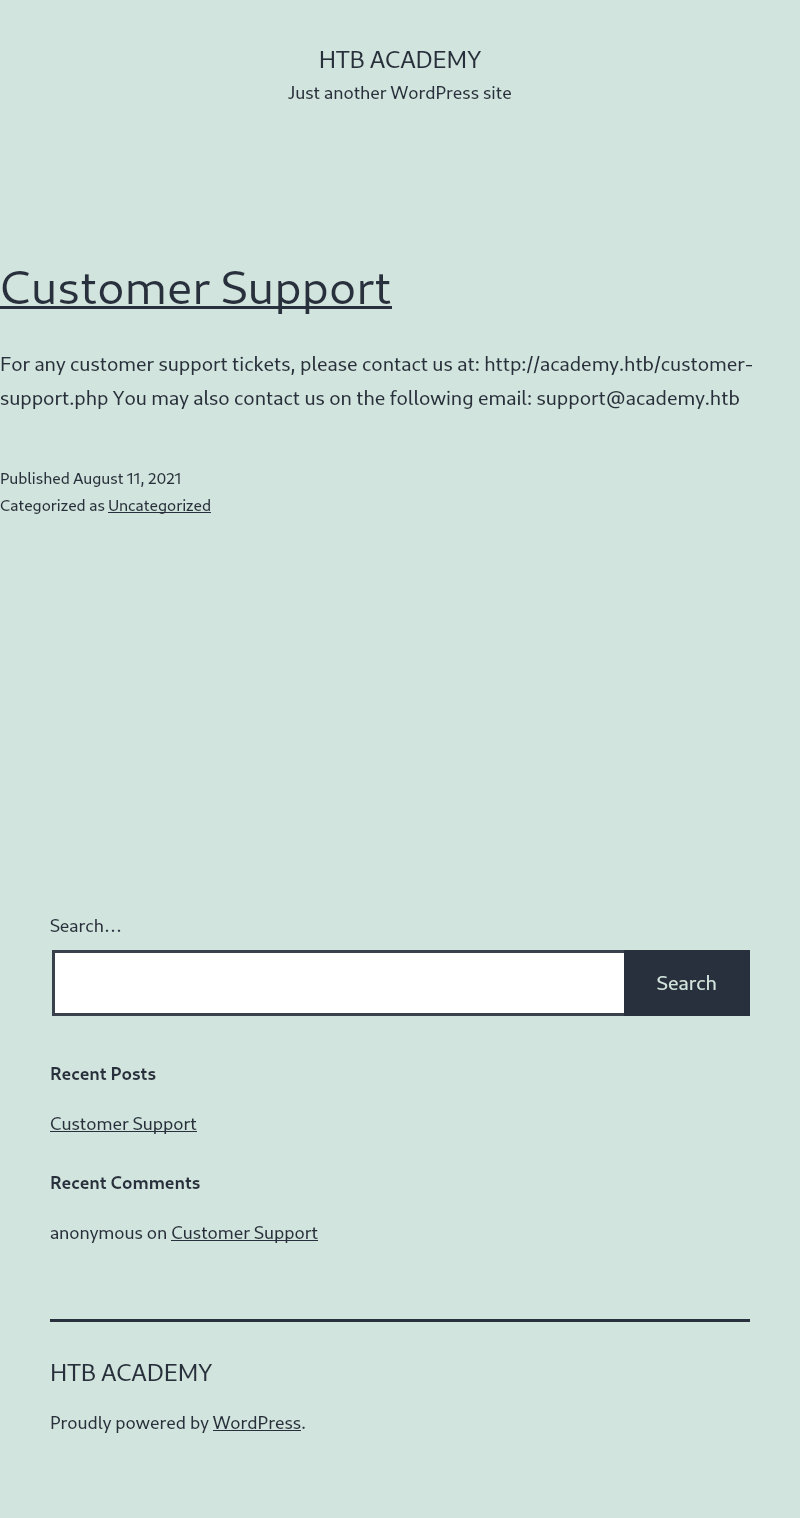 HTB ACADEMY
Just another WordPress site
Customer Support
For any customer support tickets, please contact us at: http://academy.htb/customer-
support.php You may also contact us on the following email: support@academy.htb
Published August 11, 2021
Categorized as Uncategorized
Search…
Search
Recent Posts
Customer Support
Recent Comments
anonymous on Customer Support
HTB ACADEMY
Proudly powered by WordPress.